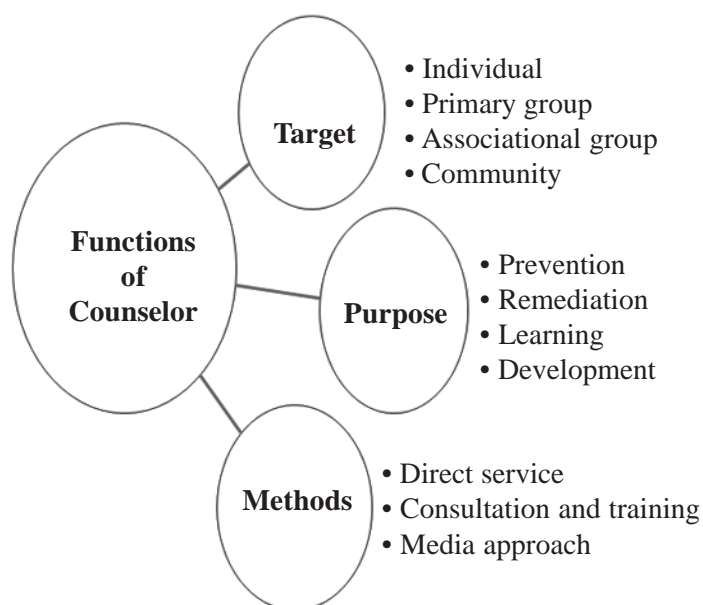 Functions
of
Counselor
Target
• Individual
• Primary group
• Associational group
• Community
Purpose
• Prevention
• Remediation
• Learning
• Development
Methods
• Direct service
• Consultation and training
• Media approach